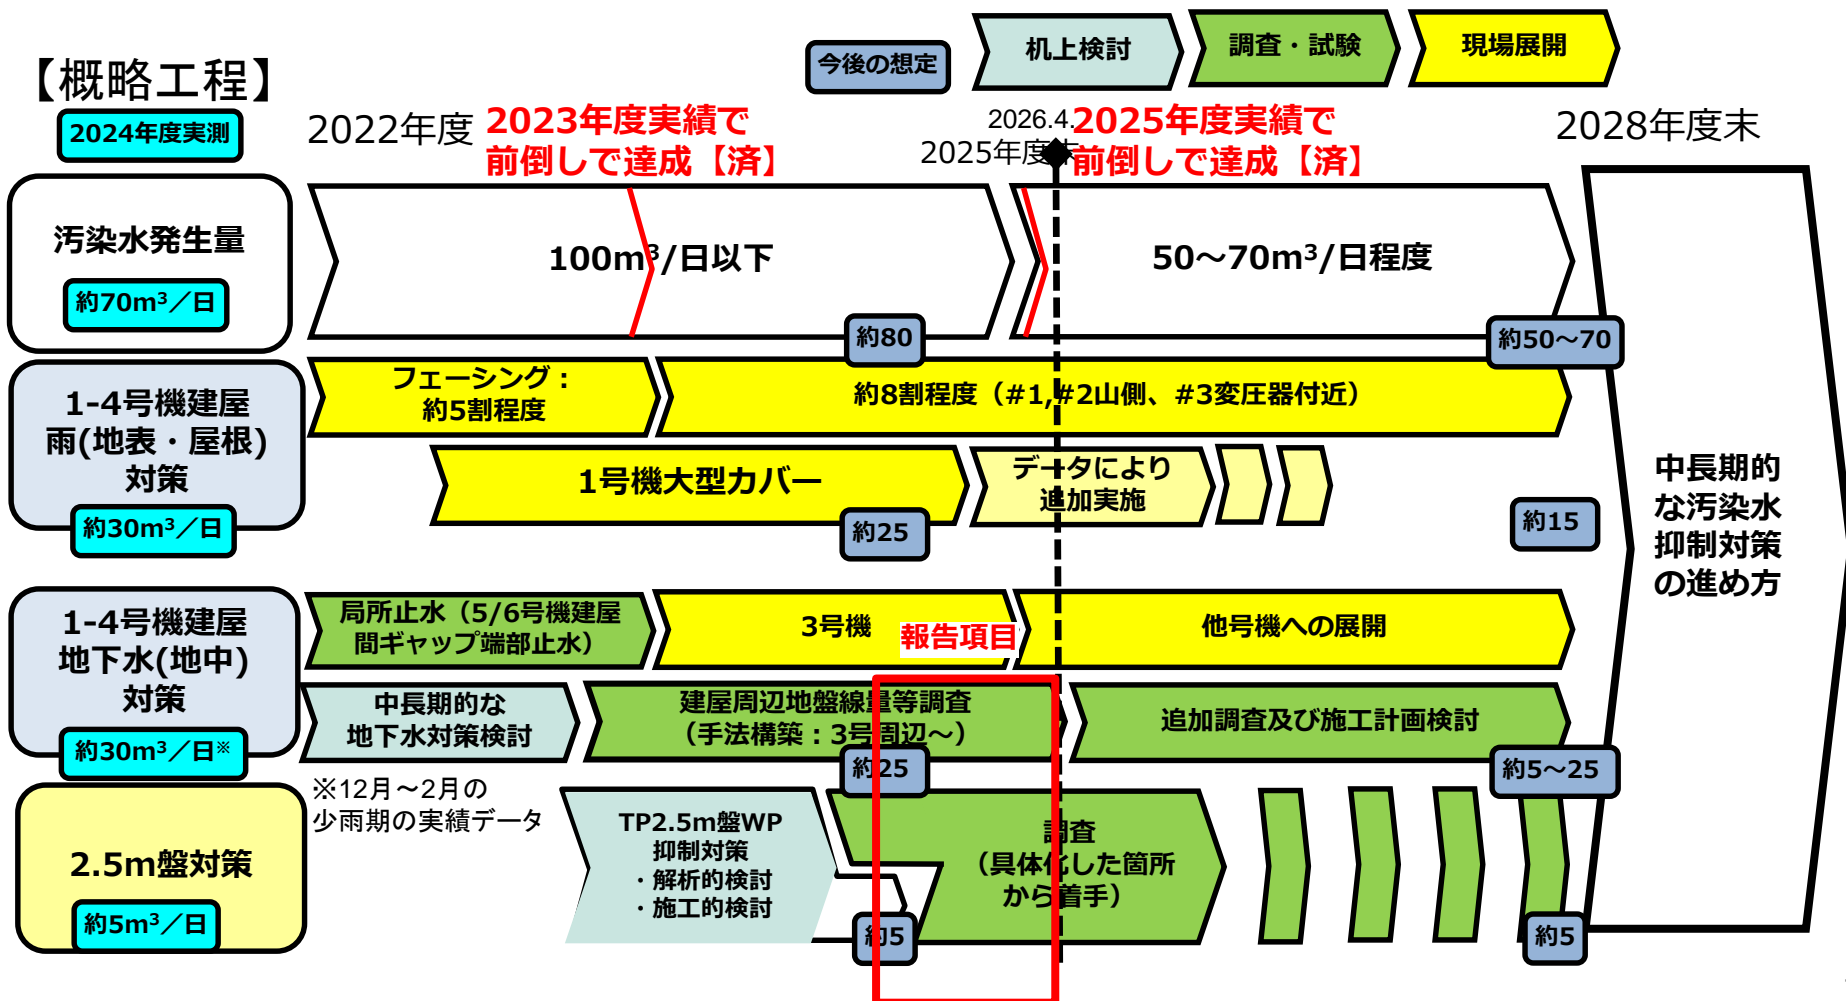 今後の想定
机上検討
調査・試験
現場展開
【概略工程】
2024年度実測
2022年度
2023年度実績で
前倒しで達成【済】
2026.4.
2025年度末
2025年度実績で
前倒しで達成【済】
2028年度末
汚染水発生量
約70m³／日
100m³/日以下
約80
50～70m³/日程度
約50～70
1-4号機建屋
雨(地表・屋根)
対策
約30m³／日
フェーシング：
約5割程度
約8割程度（#1,#2山側、#3変圧器付近）
1号機大型カバー
約25
データにより
追加実施
約15
中長期的
な汚染水
抑制対策
の進め方
1-4号機建屋
地下水(地中)
対策
約30m³／日※
局所止水（5/6号機建屋
間ギャップ端部止水）
3号機
報告項目
他号機への展開
中長期的な
地下水対策検討
建屋周辺地盤線量等調査
（手法構築：3号周辺～）
約25
追加調査及び施工計画検討
約5～25
※12月～2月の
少雨期の実績データ
2.5m盤対策
約5m³／日
TP2.5m盤WP
抑制対策
・解析的検討
・施工的検討
約5
調査
（具体化した箇所
から着手）
約5